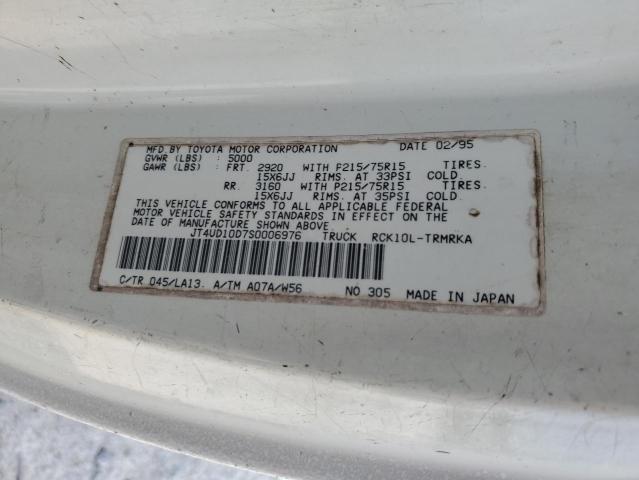 MFD.BY TOYOTA MOTOR CORPORATION DATE 02/95
GVWR (LBS) : 5000
GAWR (LBS) : FRT. 2920 WITH P215/75R15 TIRES.
15X6JJ RIMS. AT 33PSI COLD.
RR. 3160 WITH P215/75R15 TIRES.
15X6JJ RIMS. AT 35PSI COLD.
THIS VEHICLE CONFORMS TO ALL APPLICABLE FEDERAL
MOTOR VEHICLE SAFETY STANDARDS IN EFFECT ON THE
DATE OF MANUFACTURE SHOWN ABOVE.
JT4UD10D7S0006976 TRUCK RCK10L-TRMRKA
C/TR 045/LA13. A/TM A07A/W56 NO 305 MADE IN JAPAN